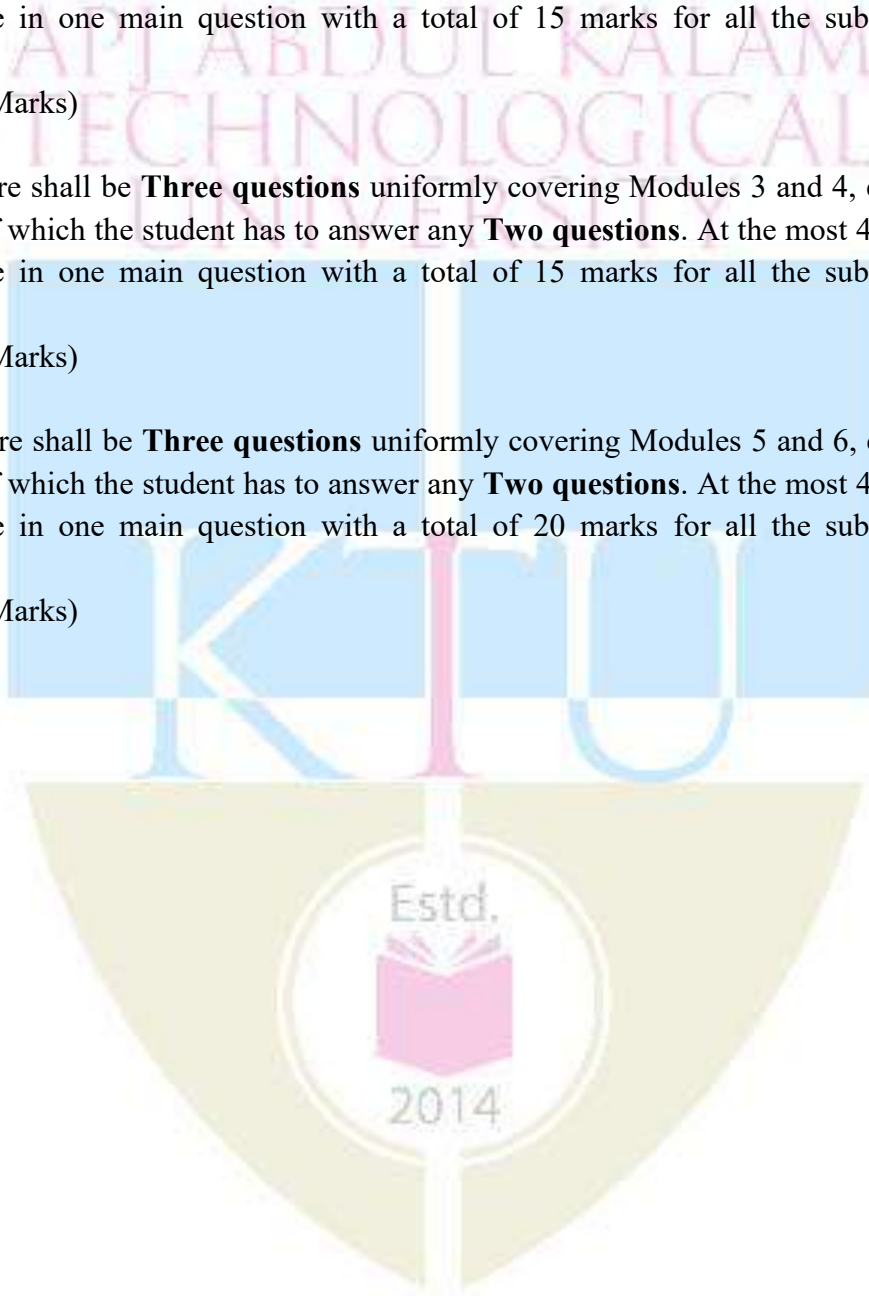 e in one main question with a total of 15 marks for all the sub
APJ ABDUL KALAM
Marks)
TECHNOLOGICAL
re shall be Three questions uniformly covering Modules 3 and 4,
UNIVERSITY
which the student has to answer any Two questions. At the most 4
e in one main question with a total of 15 marks for all the sub
Marks)
re shall be Three questions uniformly covering Modules 5 and 6,
which the student has to answer any Two questions. At the most 4
e in one main question with a total of 20 marks for all the sub
Marks)
KTU
Estd.
2014